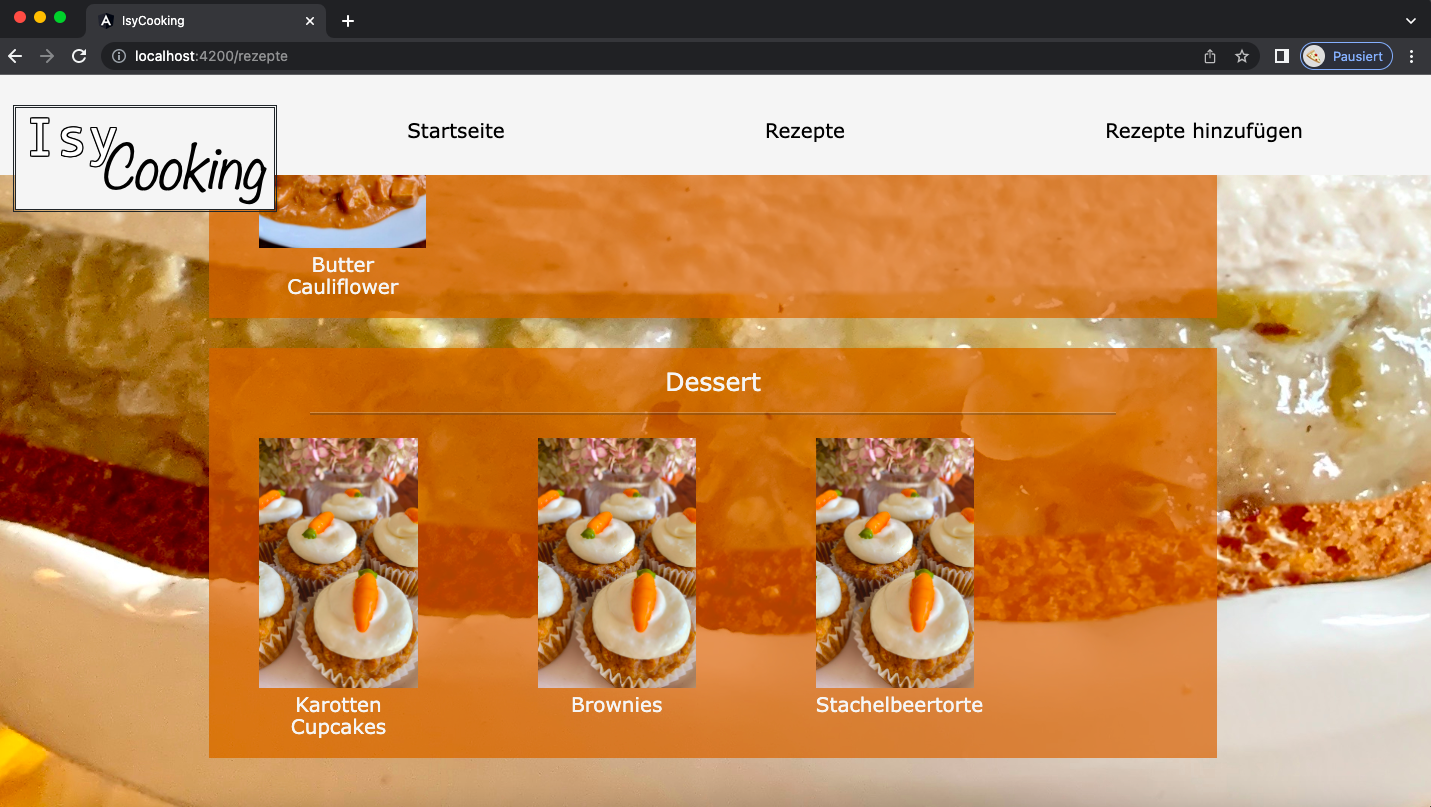 IsyCooking
localhost:4200/rezepte
Pausiert
Isy
Cooking
Startseite
Rezepte
Rezepte hinzufügen
Butter
Cauliflower
Dessert
Karotten
Cupcakes
Brownies
Stachelbeertorte